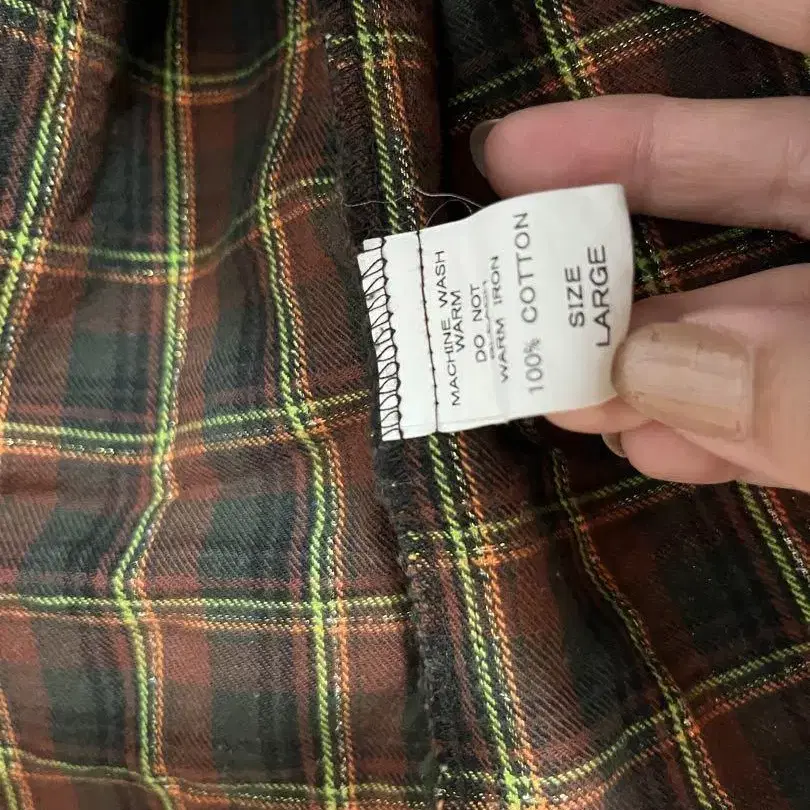 MACHINE WASH
WARM
DO NOT
WARM IRON
100% COTTON
SIZE
LARGE